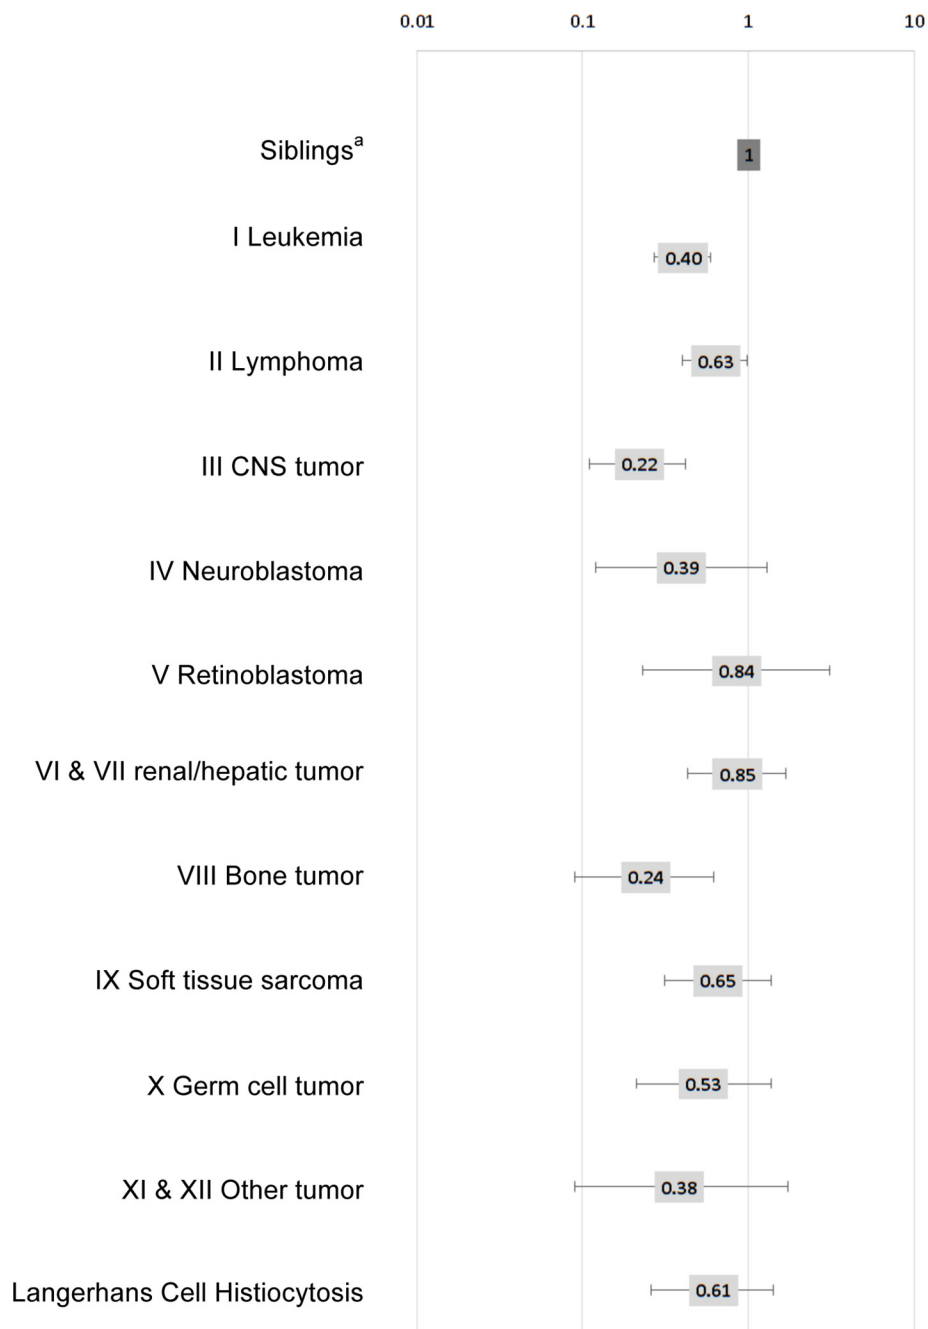 0.01 0.1 1 10
Siblingsᵃ 1
I Leukemia 0.40
II Lymphoma 0.63
III CNS tumor 0.22
IV Neuroblastoma 0.39
V Retinoblastoma 0.84
VI & VII renal/hepatic tumor 0.85
VIII Bone tumor 0.24
IX Soft tissue sarcoma 0.65
X Germ cell tumor 0.53
XI & XII Other tumor 0.38
Langerhans Cell Histiocytosis 0.61